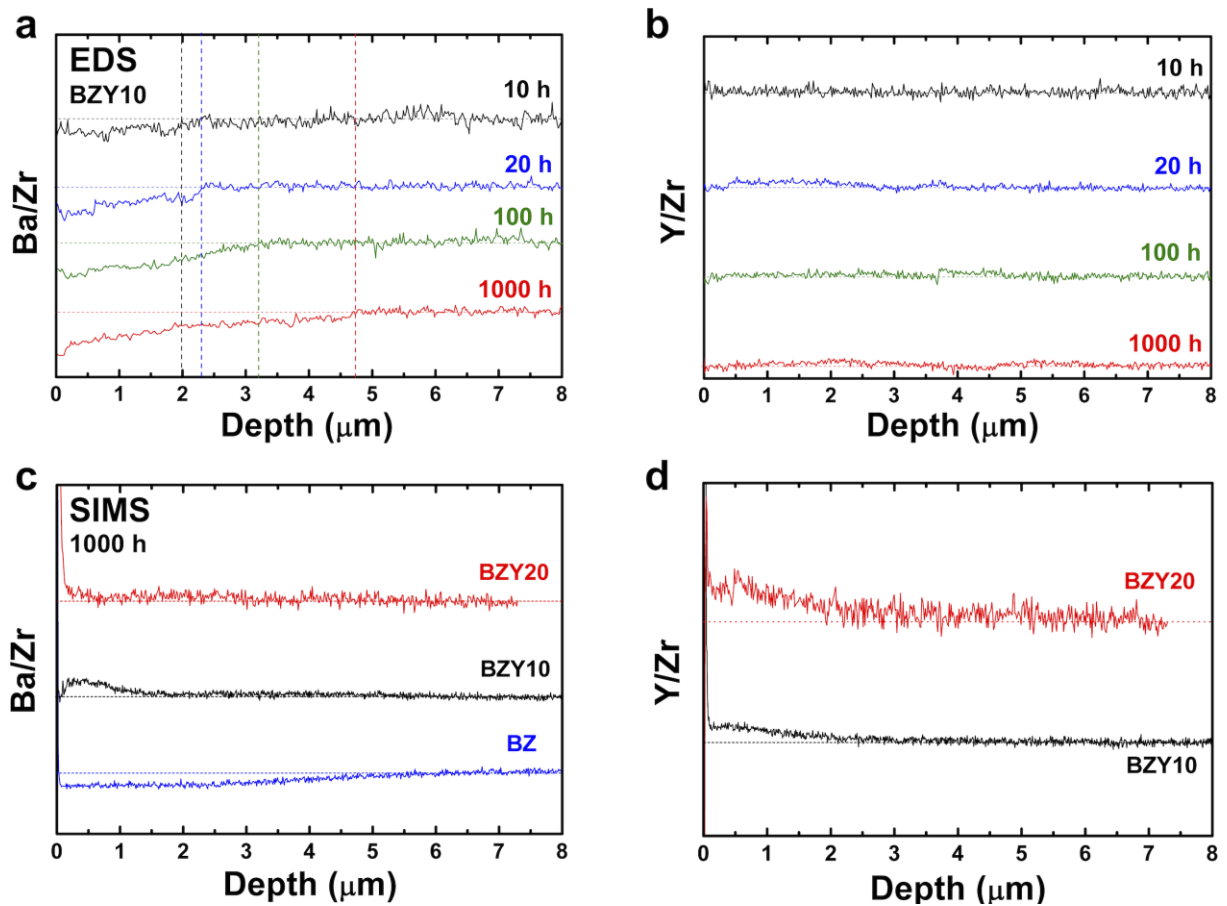 a
EDS
BZY10
10 h
20 h
100 h
1000 h
Ba/Zr
0 1 2 3 4 5 6 7 8
Depth (μm)
b
10 h
20 h
100 h
1000 h
Y/Zr
0 1 2 3 4 5 6 7 8
Depth (μm)
c
SIMS
1000 h
BZY20
BZY10
BZ
Ba/Zr
0 1 2 3 4 5 6 7 8
Depth (μm)
d
BZY20
BZY10
Y/Zr
0 1 2 3 4 5 6 7 8
Depth (μm)